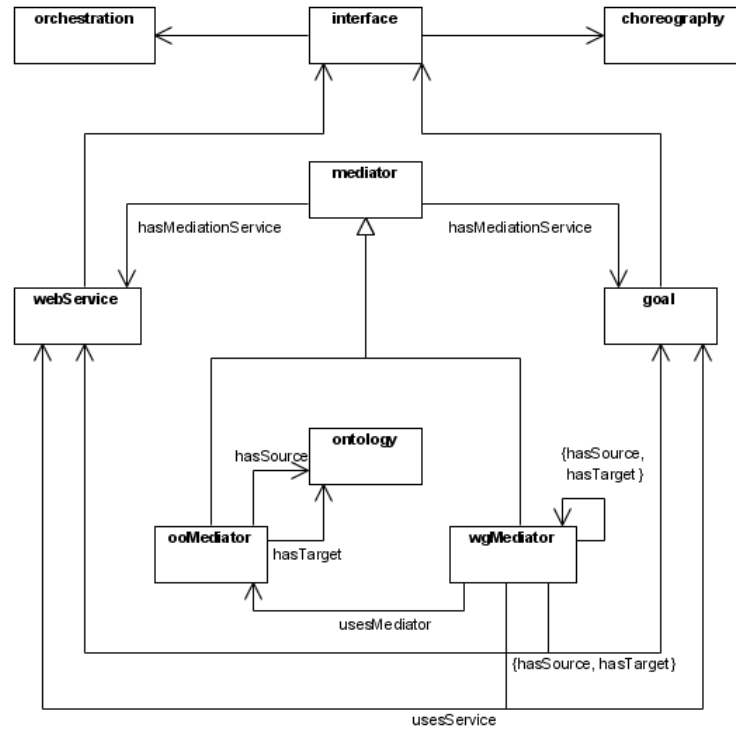 orchestration
interface
choreography
mediator
hasMediationService
hasMediationService
webService
goal
ontology
hasSource
{hasSource,
hasTarget }
ooMediator
wgMediator
hasTarget
usesMediator
{hasSource, hasTarget }
usesService